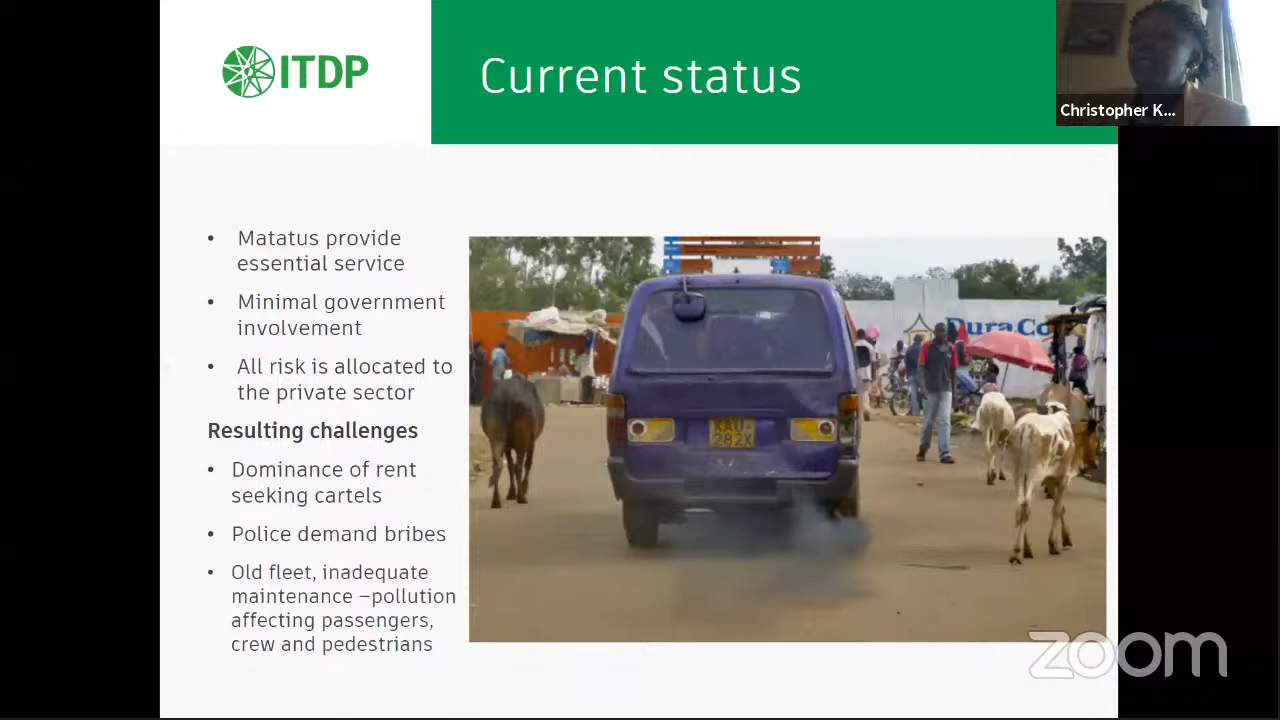 ITDP
Current status
Christopher K...
• Matatus provide
essential service
• Minimal government
involvement
• All risk is allocated to
the private sector
Resulting challenges
• Dominance of rent
seeking cartels
• Police demand bribes
• Old fleet, inadequate
maintenance –pollution
affecting passengers,
crew and pedestrians
Dura Co
KAU
282X
zoom